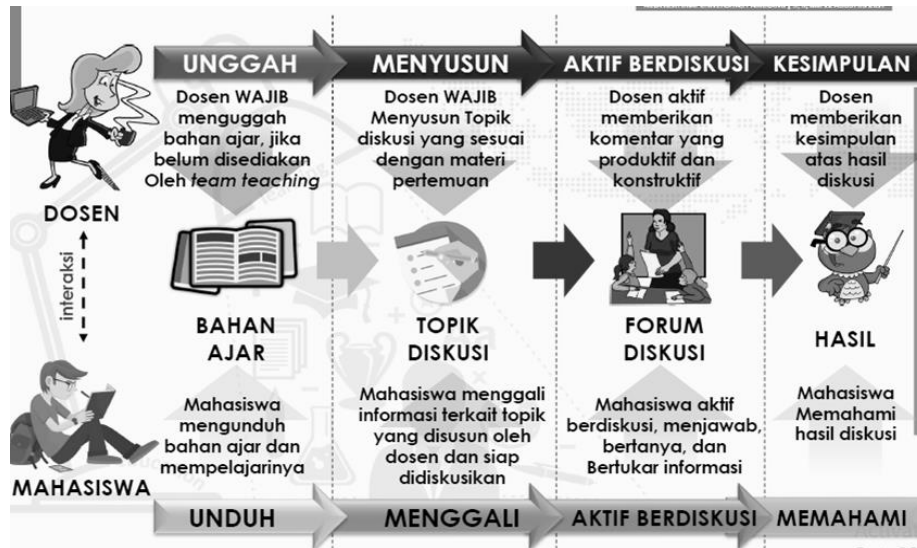 UNGGAH
MENYUSUN
AKTIF BERDISKUSI
KESIMPULAN
Dosen WAJIB
menguggah
bahan ajar, jika
belum disediakan
Oleh team teaching
Dosen WAJIB
Menyusun Topik
diskusi yang sesuai
dengan materi
pertemuan
Dosen aktif
memberikan
komentar yang
produktif dan
konstruktif
Dosen
memberikan
kesimpulan
atas hasil
diskusi
DOSEN
interaksi
BAHAN
AJAR
TOPIK
DISKUSI
FORUM
DISKUSI
HASIL
Mahasiswa
mengunduh
bahan ajar dan
mempelajarinya
Mahasiswa menggali
informasi terkait topik
yang disusun oleh
dosen dan siap
didiskusikan
Mahasiswa aktif
berdiskusi, menjawab,
bertanya, dan
Bertukar informasi
Mahasiswa
Memahami
hasil diskusi
MAHASISWA
UNDUH
MENGGALI
AKTIF BERDISKUSI
MEMAHAMI